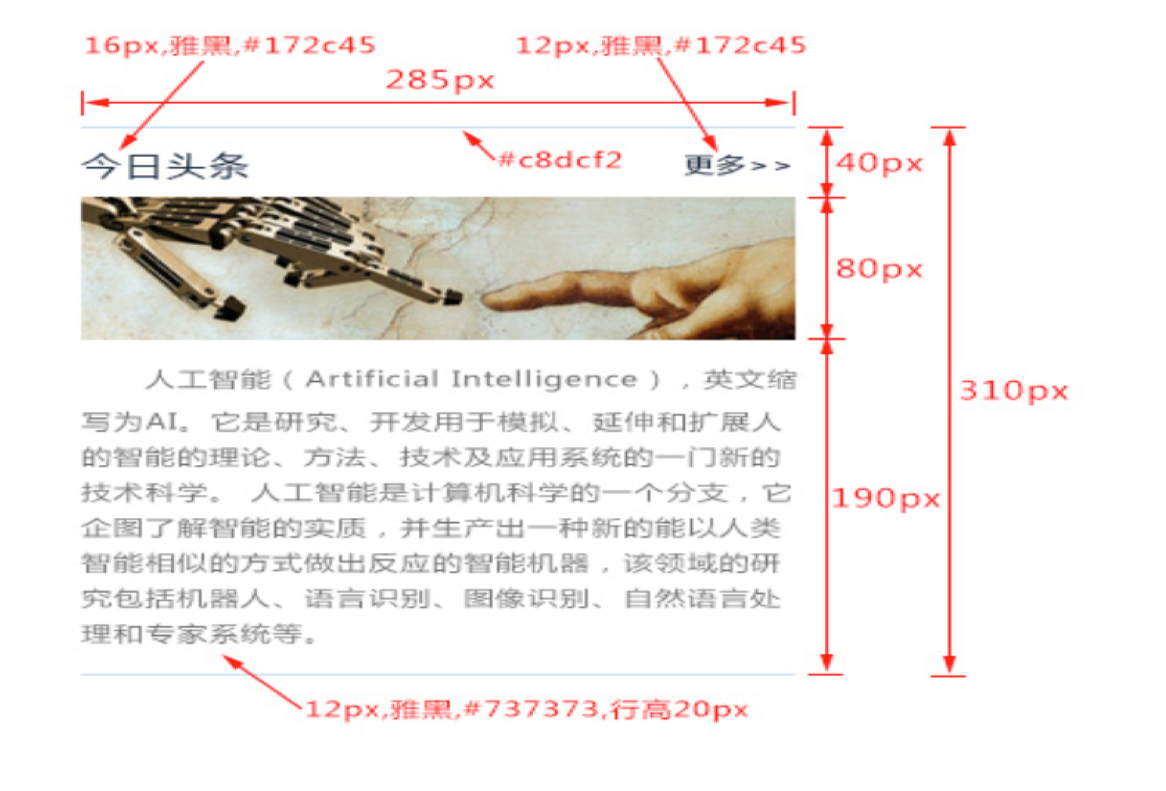 16px,雅黑,#172c45
12px,雅黑,#172c45
285px
#c8dcf2
今日头条
更多>>
40px
80px
人工智能（Artificial Intelligence），英文缩
写为AI。它是研究、开发用于模拟、延伸和扩展人
的智能的理论、方法、技术及应用系统的一门新的
技术科学。 人工智能是计算机科学的一个分支，它
企图了解智能的实质，并生产出一种新的能以人类
智能相似的方式做出反应的智能机器，该领域的研
究包括机器人、语言识别、图像识别、自然语言处
理和专家系统等。
190px
310px
12px,雅黑,#737373,行高20px